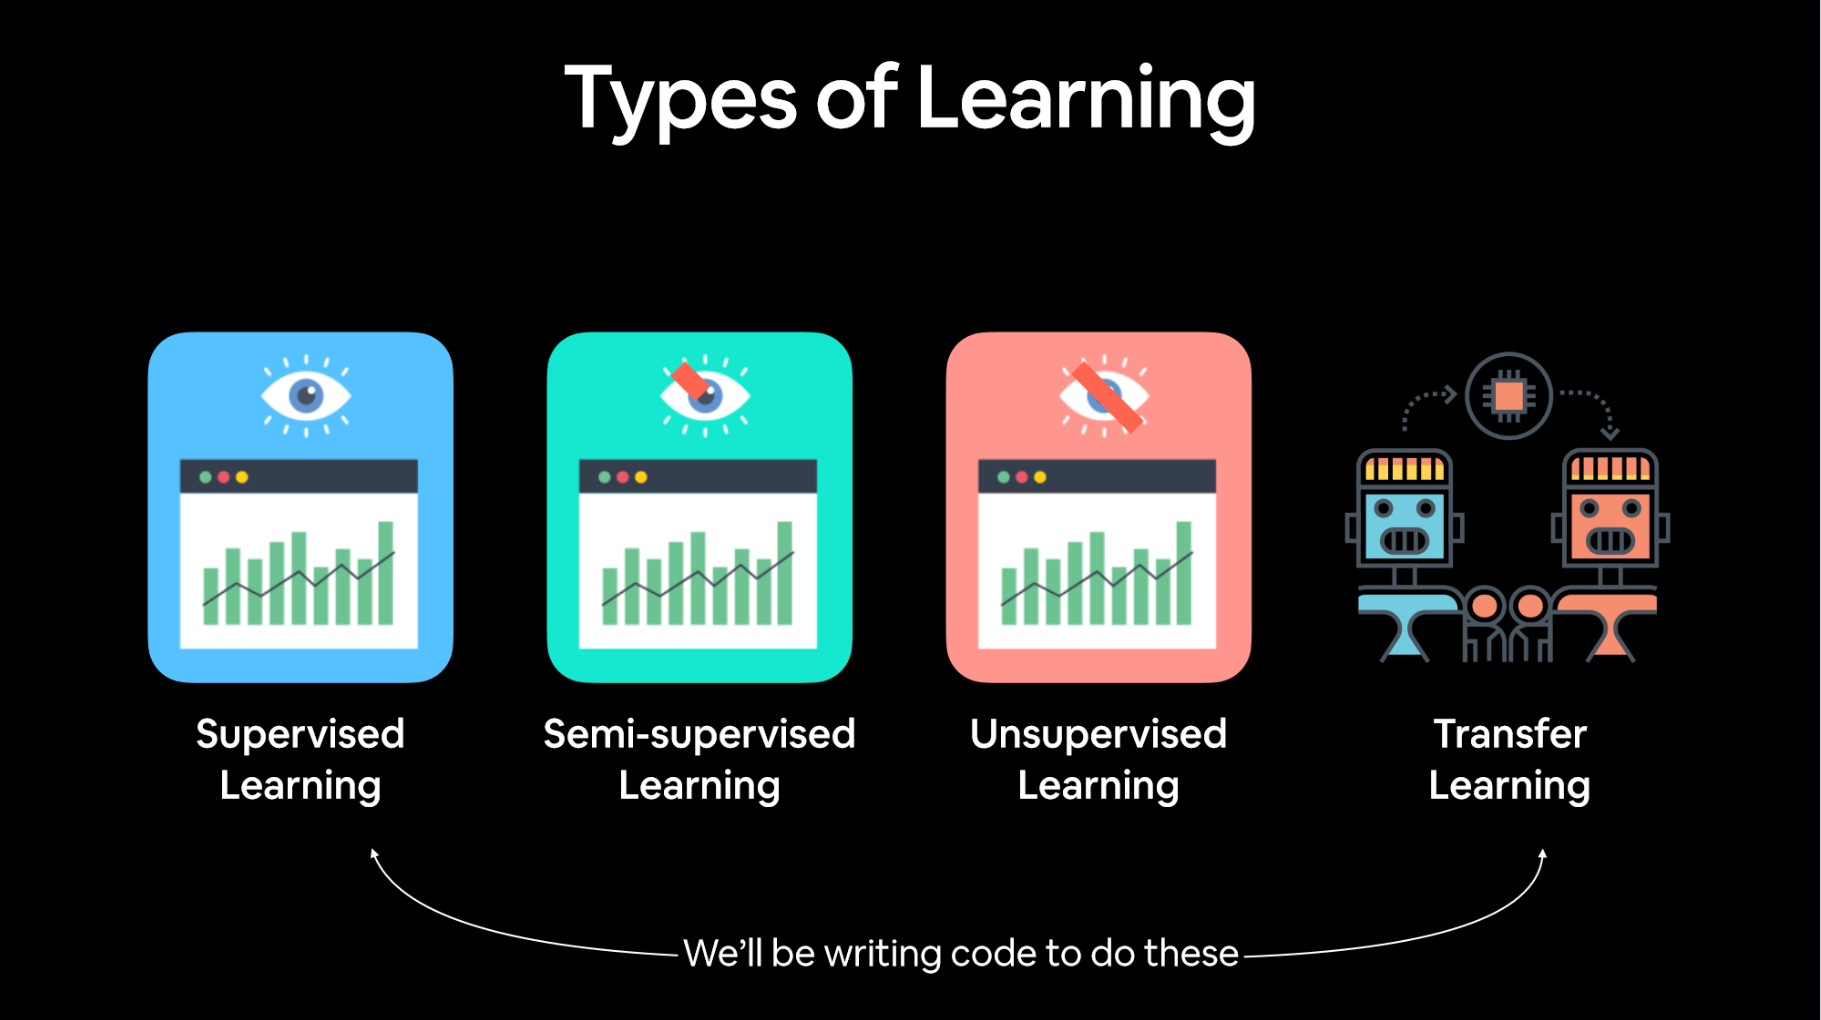 Types of Learning
Supervised
Learning
Semi-supervised
Learning
Unsupervised
Learning
Transfer
Learning
We'll be writing code to do these